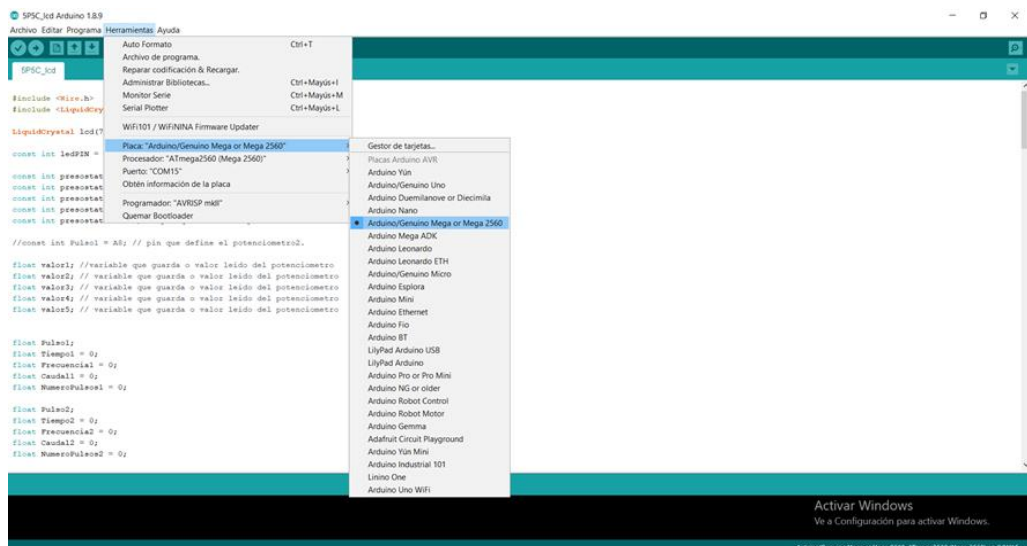 5PSC_lcd Arduino 1.8.9
Archivo Editar Programa Herramientas Ayuda
5PSC_lcd
Auto Formato Ctrl+T
Archivo de programa.
Reparar codificación & Recargar.
Administrar Bibliotecas... Ctrl+Mayús+I
Monitor Serie Ctrl+Mayús+M
Serial Plotter Ctrl+Mayús+L
WiFi101 / WiFiNINA Firmware Updater
Placa: "Arduino/Genuino Mega or Mega 2560"
Procesador: "ATmega2560 (Mega 2560)"
Puerto: "COM15"
Obtén información de la placa
Programador: "AVRISP mkII"
Quemar Bootloader
Gestor de tarjetas...
Placas Arduino AVR
Arduino Yún
Arduino/Genuino Uno
Arduino Duemilanove or Diecimila
Arduino Nano
Arduino/Genuino Mega or Mega 2560
Arduino Mega ADK
Arduino Leonardo
Arduino Leonardo ETH
Arduino/Genuino Micro
Arduino Esplora
Arduino Mini
Arduino Ethernet
Arduino Fio
Arduino BT
LilyPad Arduino USB
LilyPad Arduino
Arduino Pro or Pro Mini
Arduino NG or older
Arduino Robot Control
Arduino Robot Motor
Arduino Gemma
Adafruit Circuit Playground
Arduino Yún Mini
Arduino Industrial 101
Linino One
Arduino Uno WiFi
#include <Wire.h>
#include <LiquidCry
LiquidCrystal lcd(7
const int ledPIN =
const int presostat
const int presostat
const int presostat
const int presostat
const int presostat
//const int Pulso1 = A8; // pin que define el potenciometro2.
float valor1; //variable que guarda o valor leido del potenciometro
float valor2; // variable que guarda o valor leido del potenciometro
float valor3; // variable que guarda o valor leido del potenciometro
float valor4; // variable que guarda o valor leido del potenciometro
float valor5; // variable que guarda o valor leido del potenciometro
float Pulso1;
float Tiempo1 = 0;
float Frecuencia1 = 0;
float Caudal1 = 0;
float NumeroPulsos1 = 0;
float Pulso2;
float Tiempo2 = 0;
float Frecuencia2 = 0;
float Caudal2 = 0;
float NumeroPulsos2 = 0;
Activar Windows
Ve a Configuración para activar Windows.